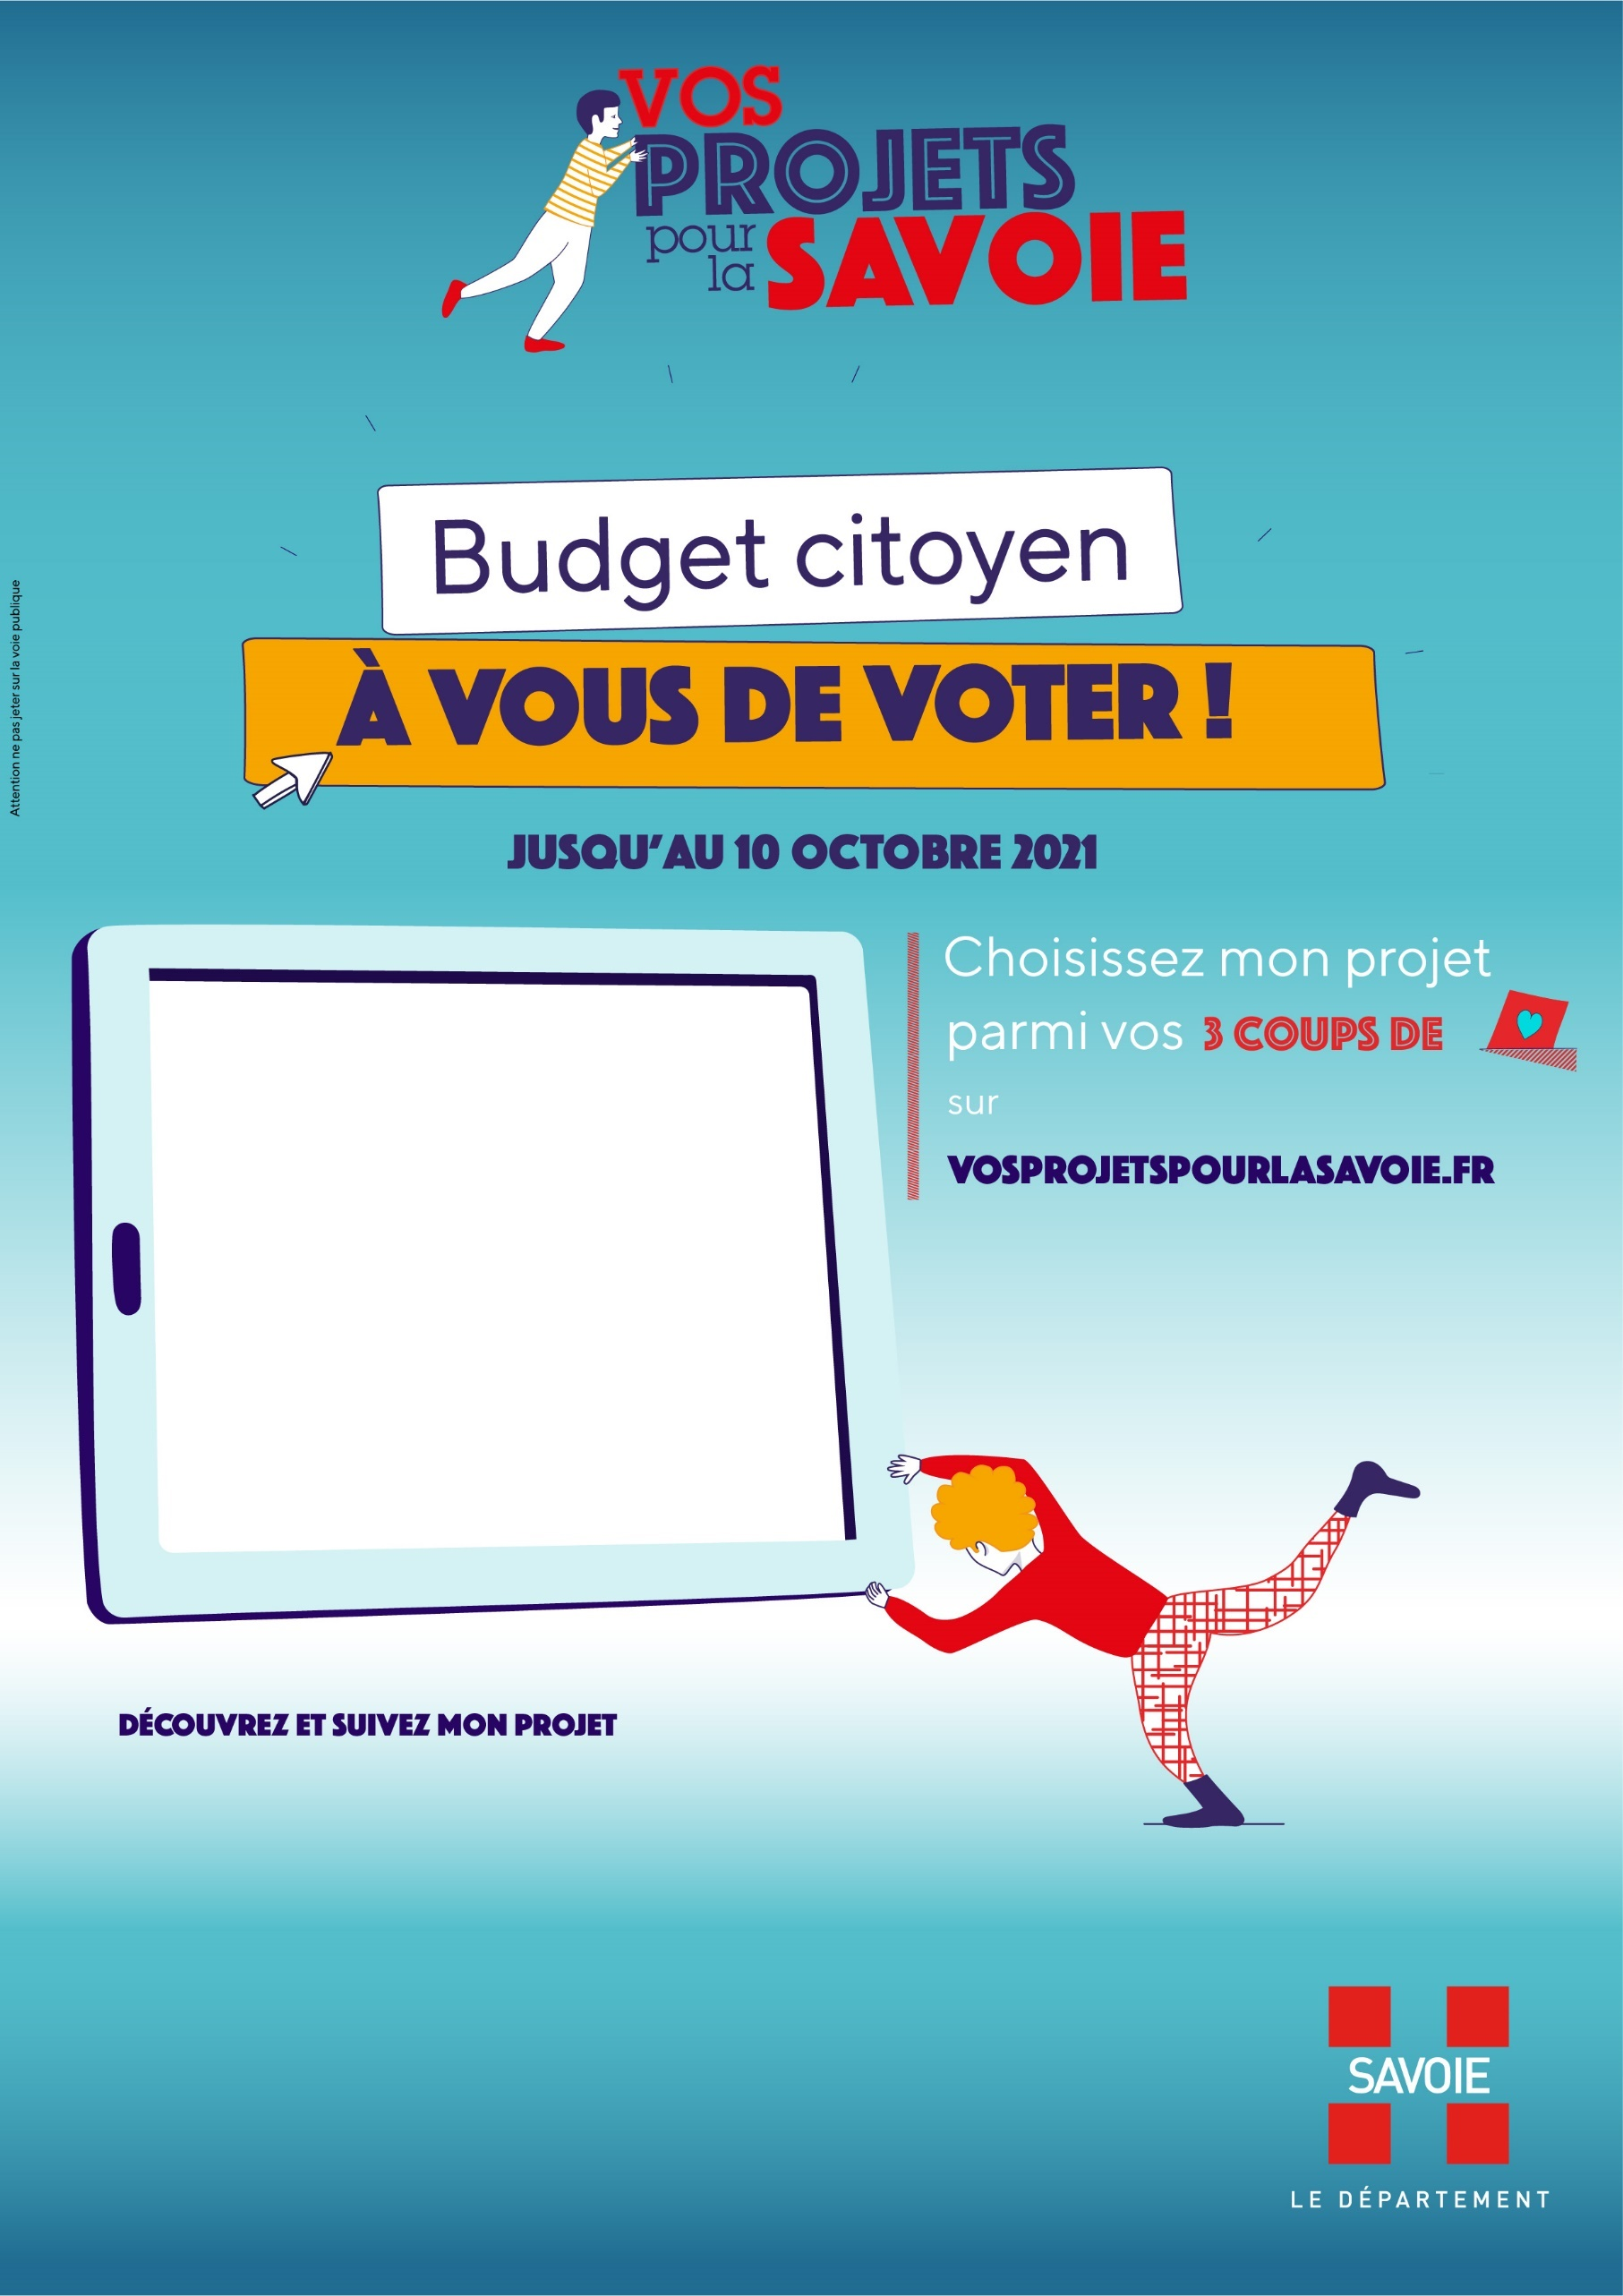 VOS
PROJETS
pour
la
SAVOIE
Budget citoyen
À VOUS DE VOTER !
JUSQU'AU 10 OCTOBRE 2021
Attention ne pas jeter sur la voie publique
Choisissez mon projet
parmi vos 3 COUPS DE
sur
VOSPROJETSPOURLASAVOIE.FR
DÉCOUVREZ ET SUIVEZ MON PROJET
SAVOIE
LE DÉPARTEMENT